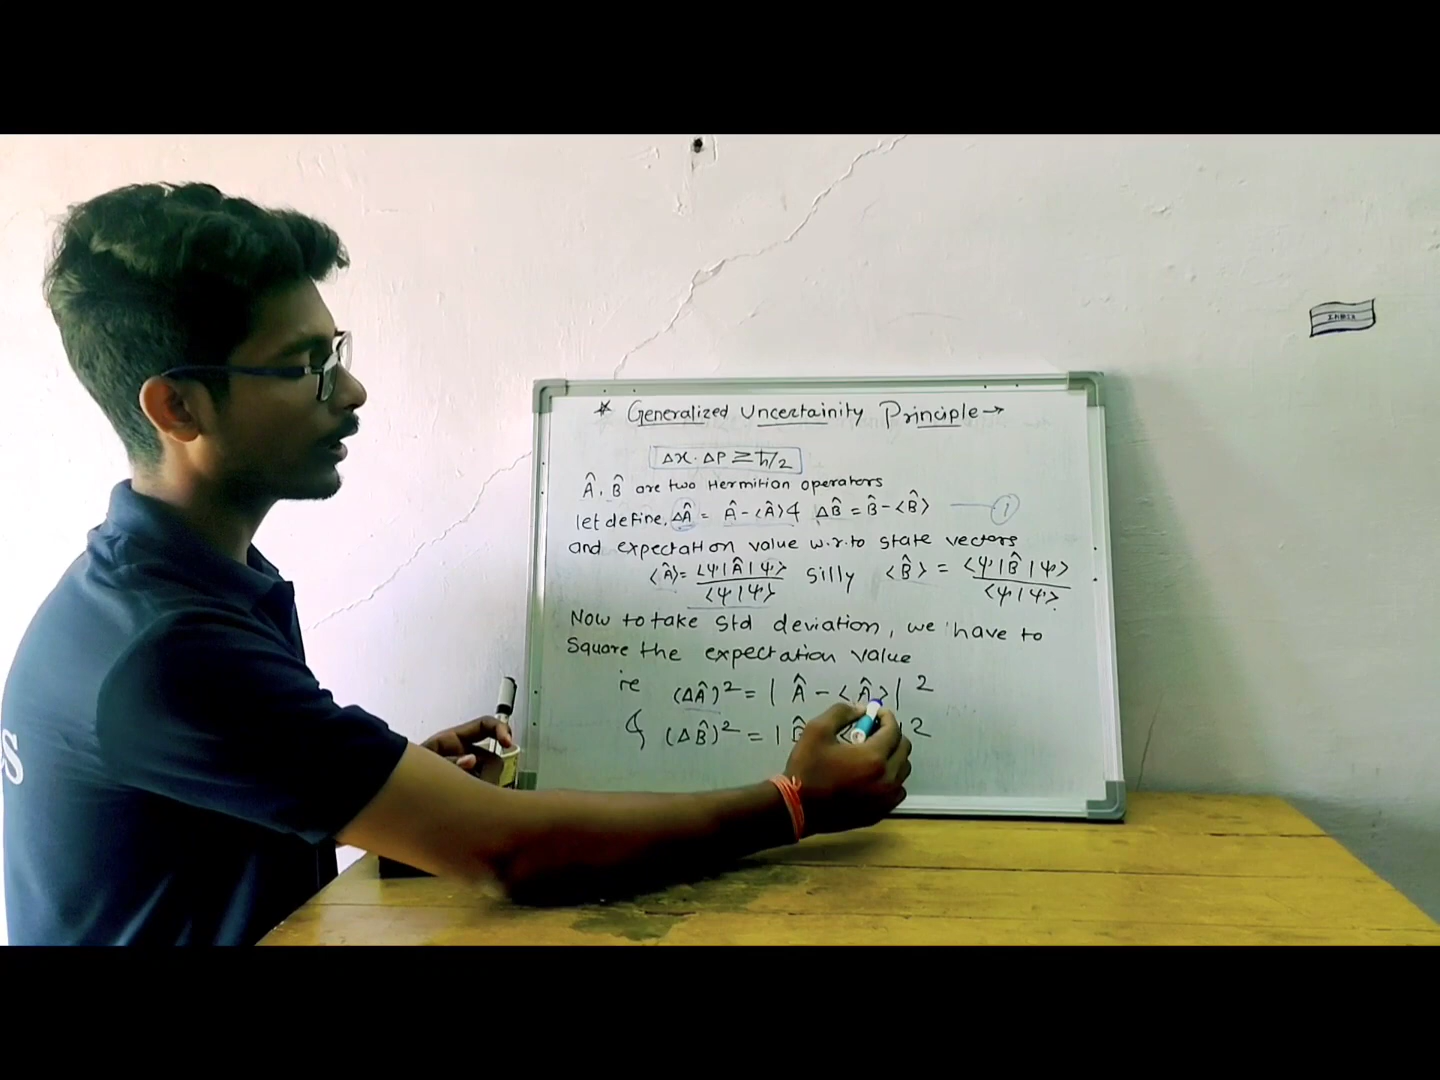 * Generalized Uncertainity Principle →
Δx · ΔP ≥ ħ/2
Â, B̂ are two Hermition operators
let define, ΔÂ = Â - ⟨Â⟩ & ΔB̂ = B̂ - ⟨B̂⟩ —— 1
and expectation value w.r.to state vectors
⟨Â⟩ = ⟨ψ|Â|ψ⟩ / ⟨ψ|ψ⟩ Silly ⟨B̂⟩ = ⟨ψ|B̂|ψ⟩ / ⟨ψ|ψ⟩
Now to take Std deviation, we have to
Square the expectation value
ie (ΔÂ)² = | Â - ⟨Â⟩ | ²
& (ΔB̂)² = | B̂ ⟨ | ²
INDIA
S